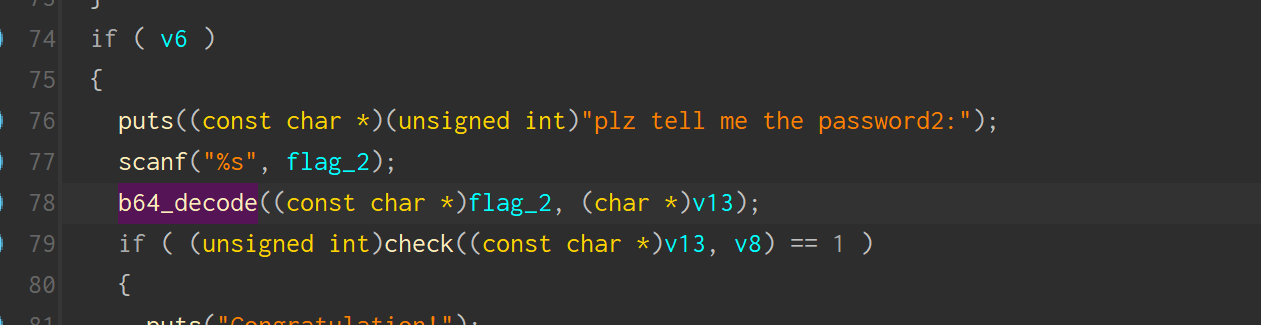 73 }
74 if ( v6 )
75 {
76 puts((const char *)(unsigned int)"plz tell me the password2:");
77 scanf("%s", flag_2);
78 b64_decode((const char *)flag_2, (char *)v13);
79 if ( (unsigned int)check((const char *)v13, v8) == 1 )
80 {
81 puts("Congratulation!");